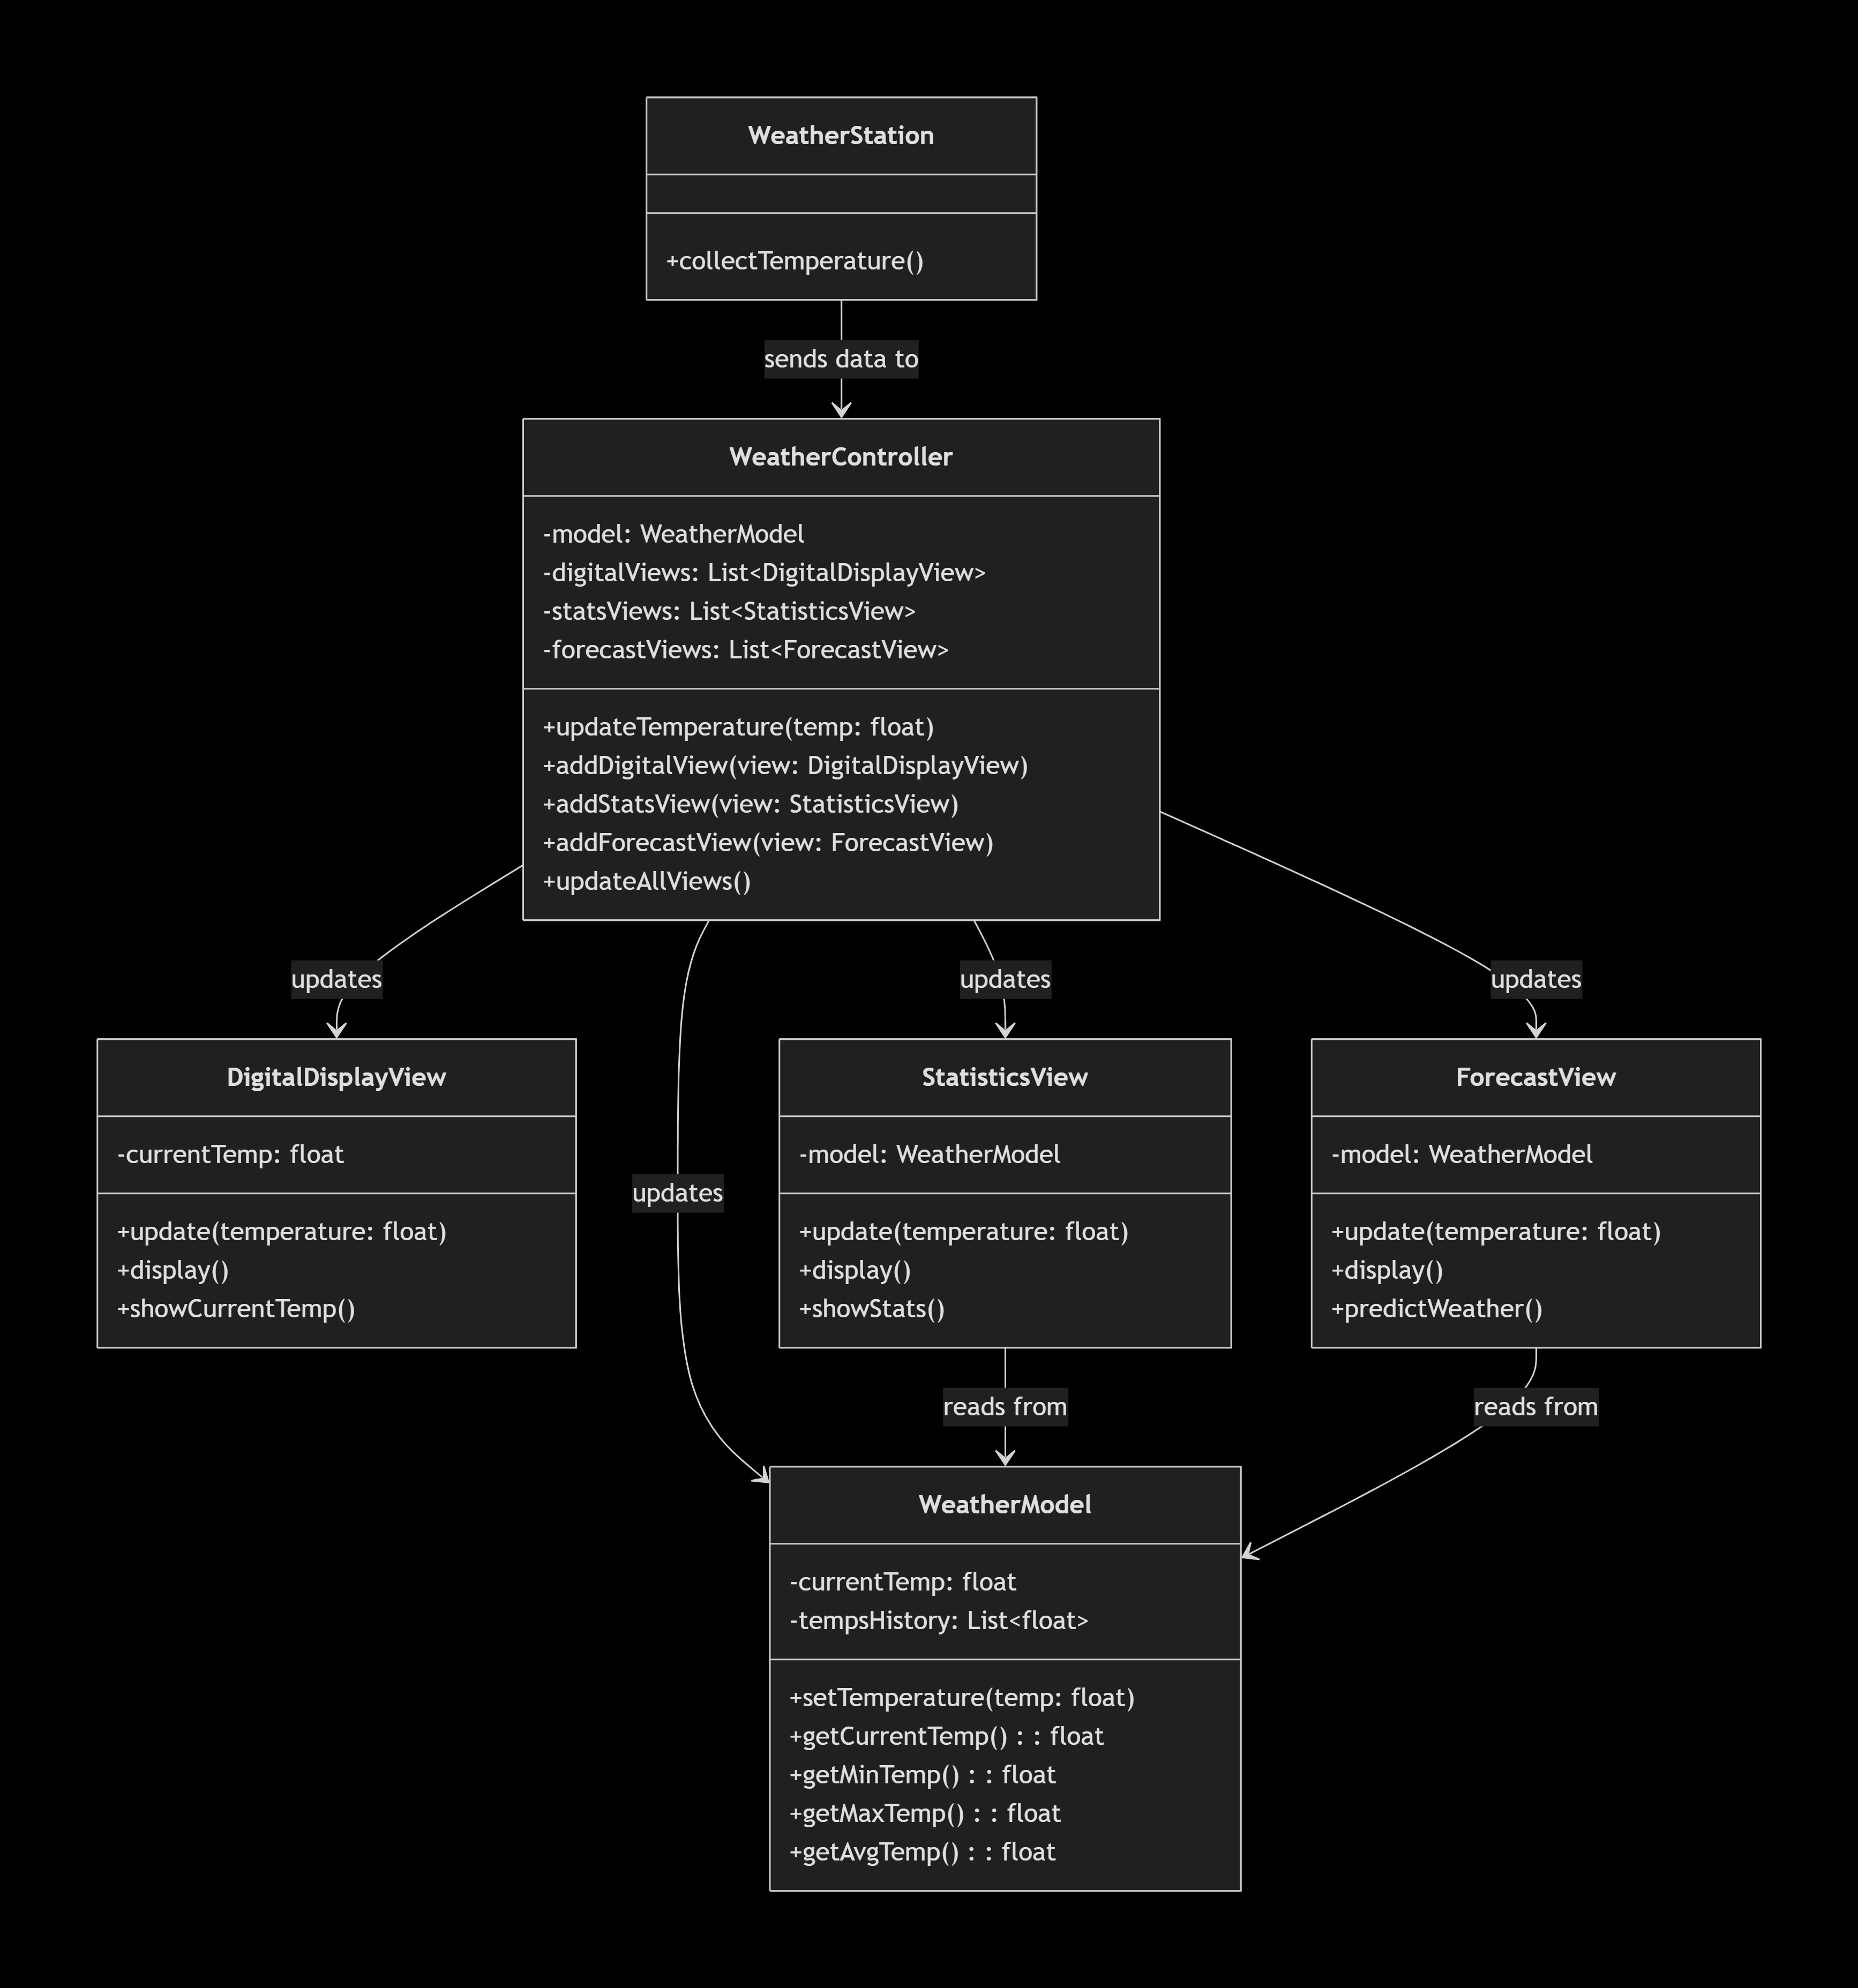 WeatherStation
+collectTemperature()
sends data to
WeatherController
-model: WeatherModel
-digitalViews: List<DigitalDisplayView>
-statsViews: List<StatisticsView>
-forecastViews: List<ForecastView>
+updateTemperature(temp: float)
+addDigitalView(view: DigitalDisplayView)
+addStatsView(view: StatisticsView)
+addForecastView(view: ForecastView)
+updateAllViews()
updates
updates
updates
DigitalDisplayView
-currentTemp: float
+update(temperature: float)
+display()
+showCurrentTemp()
updates
StatisticsView
-model: WeatherModel
+update(temperature: float)
+display()
+showStats()
ForecastView
-model: WeatherModel
+update(temperature: float)
+display()
+predictWeather()
reads from
reads from
WeatherModel
-currentTemp: float
-tempsHistory: List<float>
+setTemperature(temp: float)
+getCurrentTemp() : : float
+getMinTemp() : : float
+getMaxTemp() : : float
+getAvgTemp() : : float